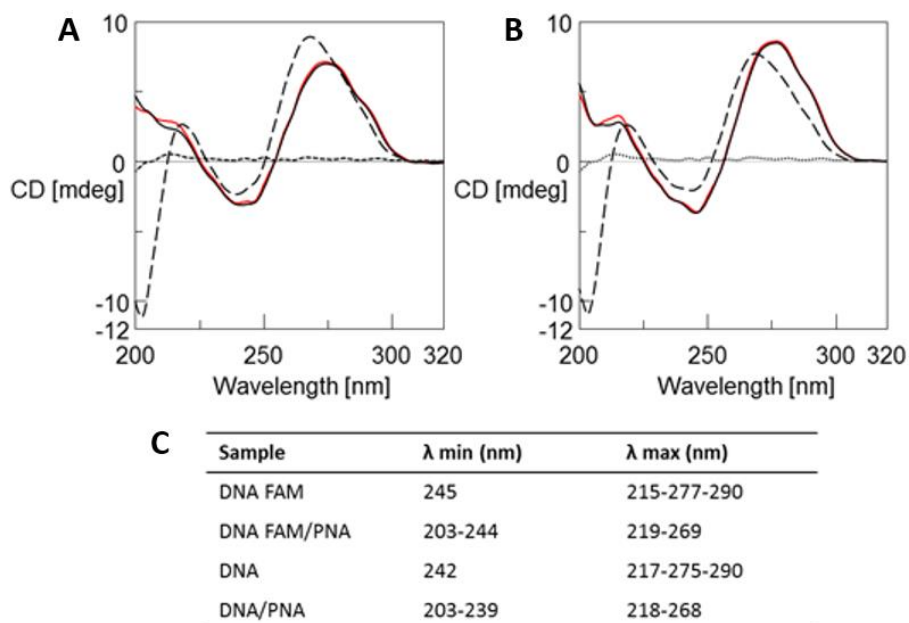 A
10
0
CD [mdeg]
-10
-12
200 250 300 320
Wavelength [nm]
B
10
0
CD [mdeg]
-10
-12
200 250 300 320
Wavelength [nm]
C
Sample λ min (nm) λ max (nm)
DNA FAM 245 215-277-290
DNA FAM/PNA 203-244 219-269
DNA 242 217-275-290
DNA/PNA 203-239 218-268